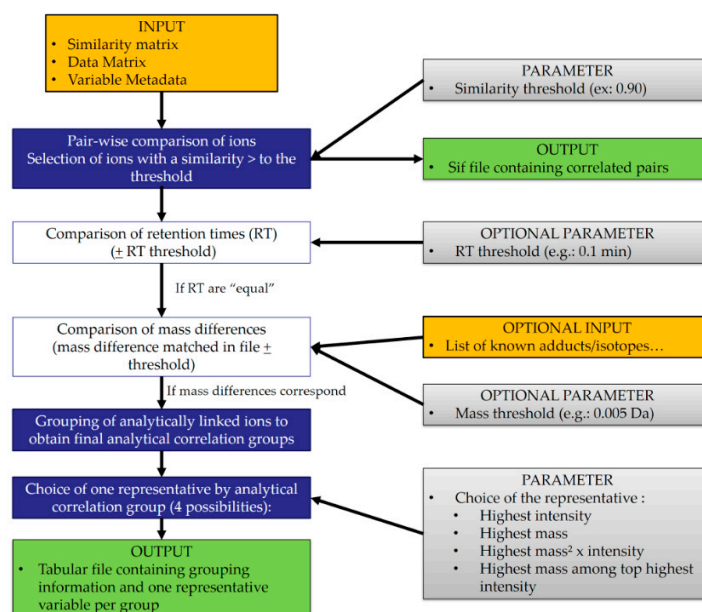 INPUT
• Similarity matrix
• Data Matrix
• Variable Metadata
PARAMETER
• Similarity threshold (ex: 0.90)
Pair-wise comparison of ions
Selection of ions with a similarity > to the
threshold
OUTPUT
• Sif file containing correlated pairs
Comparison of retention times (RT)
(± RT threshold)
OPTIONAL PARAMETER
• RT threshold (e.g.: 0.1 min)
If RT are “equal”
Comparison of mass differences
(mass difference matched in file ±
threshold)
OPTIONAL INPUT
• List of known adducts/isotopes…
If mass differences correspond
OPTIONAL PARAMETER
• Mass threshold (e.g.: 0.005 Da)
Grouping of analytically linked ions to
obtain final analytical correlation groups
Choice of one representative by analytical
correlation group (4 possibilities):
PARAMETER
• Choice of the representative :
• Highest intensity
• Highest mass
• Highest mass² x intensity
• Highest mass among top highest
intensity
OUTPUT
• Tabular file containing grouping
information and one representative
variable per group